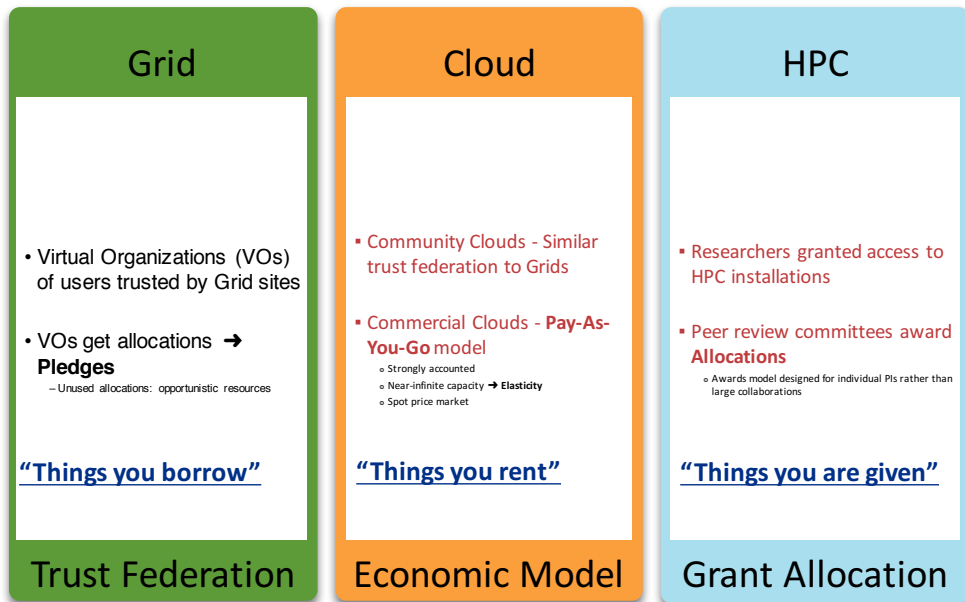 Grid
• Virtual Organizations (VOs)
of users trusted by Grid sites
• VOs get allocations ➔
Pledges
– Unused allocations: opportunistic resources
“Things you borrow”
Trust Federation
Cloud
▪ Community Clouds - Similar
trust federation to Grids
▪ Commercial Clouds - Pay-As-
You-Go model
o Strongly accounted
o Near-infinite capacity ➔ Elasticity
o Spot price market
“Things you rent”
Economic Model
HPC
▪ Researchers granted access to
HPC installations
▪ Peer review committees award
Allocations
o Awards model designed for individual PIs rather than
large collaborations
“Things you are given”
Grant Allocation